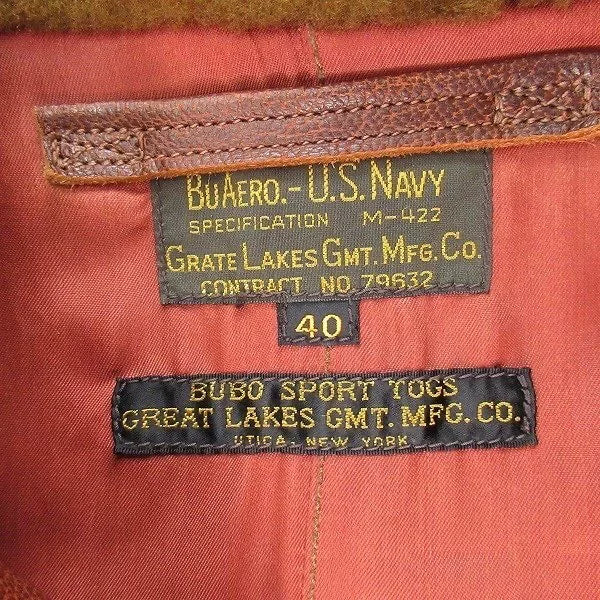 BUAERO.-U.S. NAVY
SPECIFICATION M-422
GRATE LAKES GMT. MFG. CO.
CONTRACT NO. 79632
40
BUBO SPORT TOGS
GREAT LAKES GMT. MFG. CO.
UTICA, NEW YORK